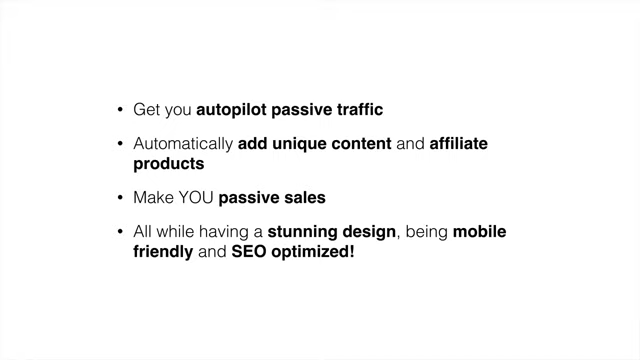 • Get you autopilot passive traffic
• Automatically add unique content and affiliate
products
• Make YOU passive sales
• All while having a stunning design, being mobile
friendly and SEO optimized!